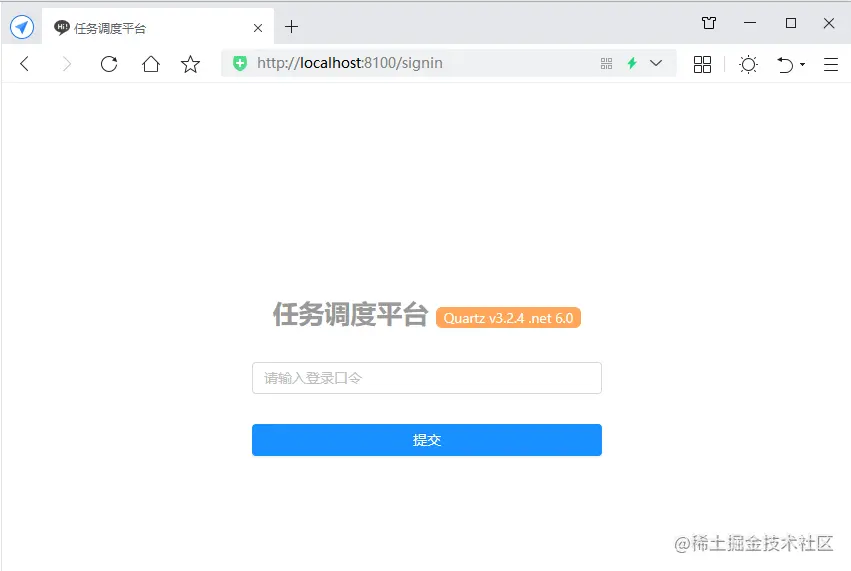 Hi! 任务调度平台
http://localhost:8100/signin
任务调度平台 Quartz v3.2.4 .net 6.0
请输入登录口令
提交
@稀土掘金技术社区